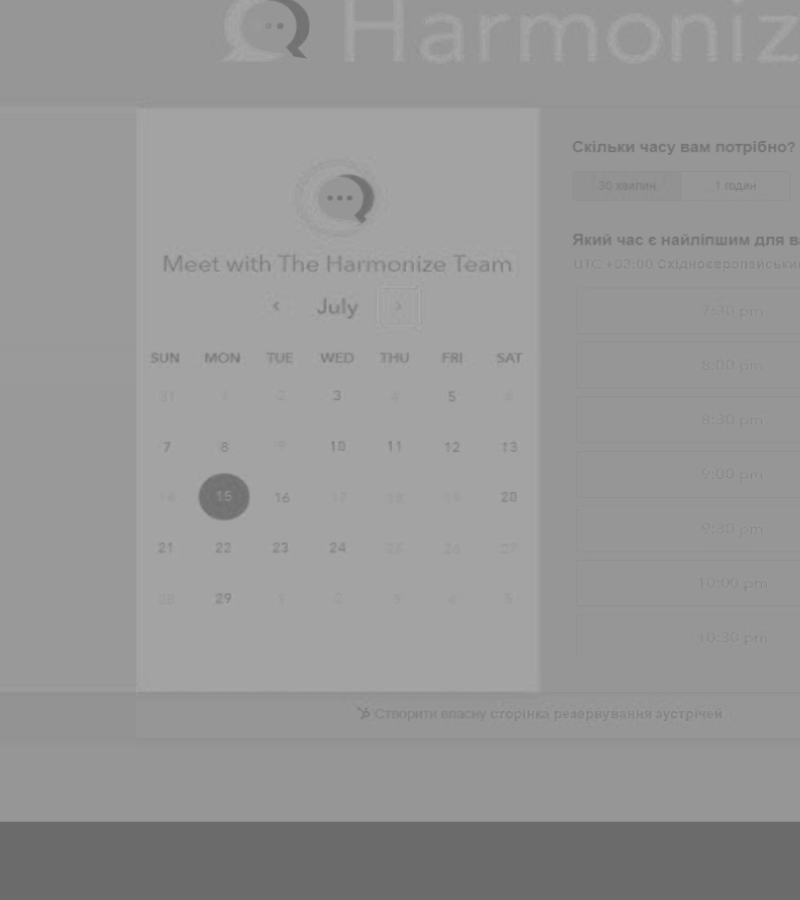 Harmoniz
Meet with The Harmonize Team
July
SUN MON TUE WED THU FRI SAT
31 1 2 3 4 5 6
7 8 9 10 11 12 13
14 15 16 17 18 19 20
21 22 23 24 25 26 27
28 29 1 2 3 4 5
Скільки часу вам потрібно?
30 хвилин 1 годин
Який час є найліпшим для в
UTC +03:00 Східноєвропейськи
7:30 pm
8:00 pm
8:30 pm
9:00 pm
9:30 pm
10:00 pm
10:30 pm
Створити власну сторінка резервування зустрічей